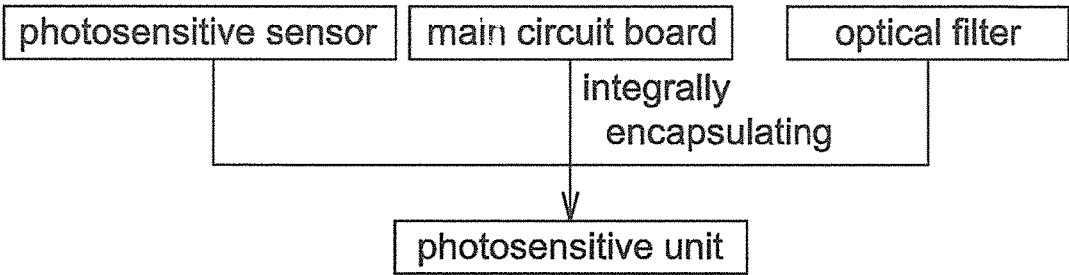 photosensitive sensor
main circuit board
optical filter
integrally
encapsulating
photosensitive unit